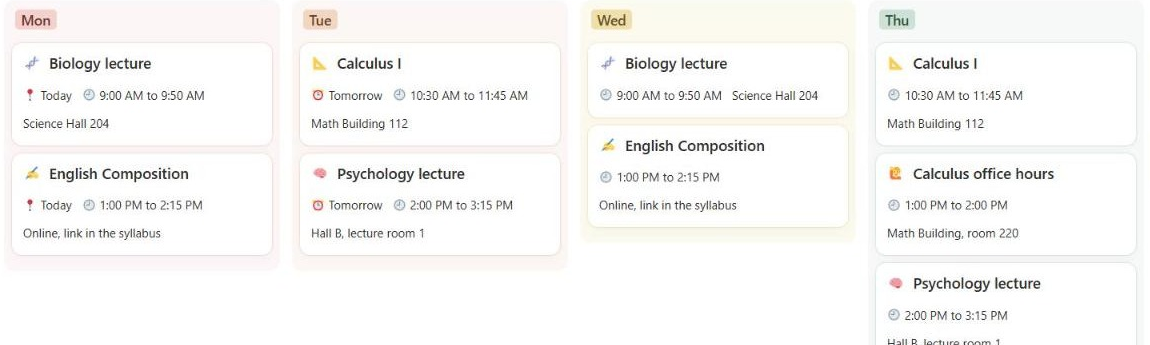 Mon
Biology lecture
Today 9:00 AM to 9:50 AM
Science Hall 204
English Composition
Today 1:00 PM to 2:15 PM
Online, link in the syllabus
Tue
Calculus I
Tomorrow 10:30 AM to 11:45 AM
Math Building 112
Psychology lecture
Tomorrow 2:00 PM to 3:15 PM
Hall B, lecture room 1
Wed
Biology lecture
9:00 AM to 9:50 AM Science Hall 204
English Composition
1:00 PM to 2:15 PM
Online, link in the syllabus
Thu
Calculus I
10:30 AM to 11:45 AM
Math Building 112
Calculus office hours
1:00 PM to 2:00 PM
Math Building, room 220
Psychology lecture
2:00 PM to 3:15 PM
Hall B, lecture room 1